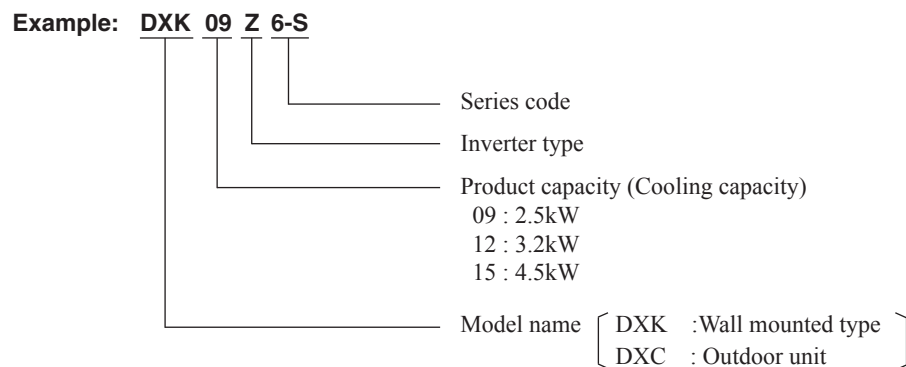 Example: DXK 09 Z 6-S
Series code
Inverter type
Product capacity (Cooling capacity)
09 : 2.5kW
12 : 3.2kW
15 : 4.5kW
Model name DXK :Wall mounted type
DXC : Outdoor unit